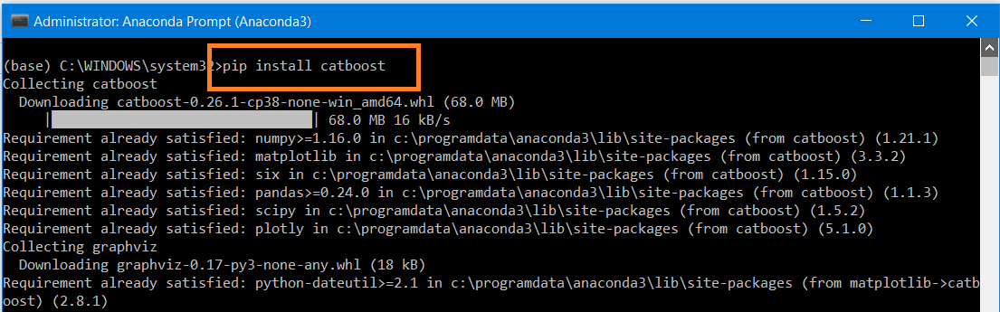 Administrator: Anaconda Prompt (Anaconda3)
(base) C:\WINDOWS\system32>pip install catboost
Collecting catboost
  Downloading catboost-0.26.1-cp38-none-win_amd64.whl (68.0 MB)
     |████████████████████████████████| 68.0 MB 16 kB/s
Requirement already satisfied: numpy>=1.16.0 in c:\programdata\anaconda3\lib\site-packages (from catboost) (1.21.1)
Requirement already satisfied: matplotlib in c:\programdata\anaconda3\lib\site-packages (from catboost) (3.3.2)
Requirement already satisfied: six in c:\programdata\anaconda3\lib\site-packages (from catboost) (1.15.0)
Requirement already satisfied: pandas>=0.24.0 in c:\programdata\anaconda3\lib\site-packages (from catboost) (1.1.3)
Requirement already satisfied: scipy in c:\programdata\anaconda3\lib\site-packages (from catboost) (1.5.2)
Requirement already satisfied: plotly in c:\programdata\anaconda3\lib\site-packages (from catboost) (5.1.0)
Collecting graphviz
  Downloading graphviz-0.17-py3-none-any.whl (18 kB)
Requirement already satisfied: python-dateutil>=2.1 in c:\programdata\anaconda3\lib\site-packages (from matplotlib->catb
oost) (2.8.1)